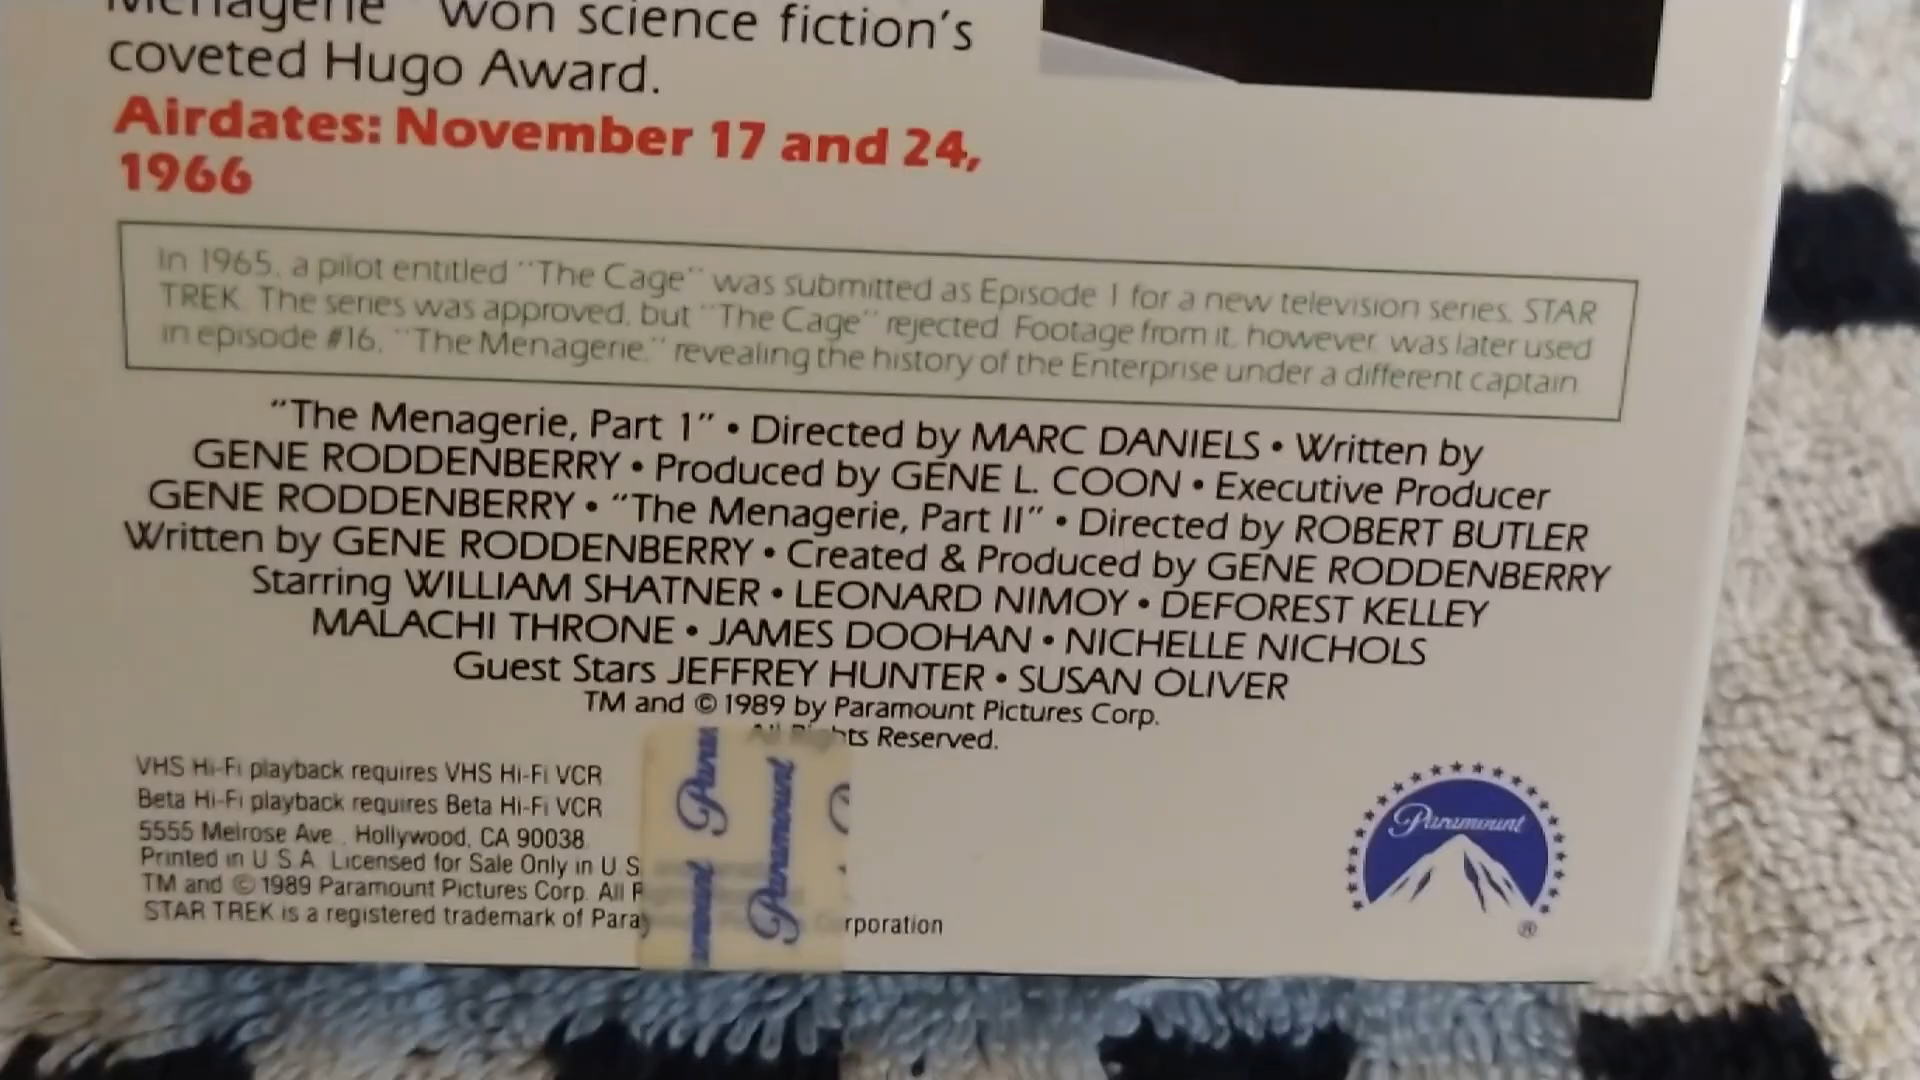 Menagerie" won science fiction's
coveted Hugo Award.
Airdates: November 17 and 24,
1966
In 1965, a pilot entitled "The Cage" was submitted as Episode 1 for a new television series, STAR
TREK. The series was approved, but "The Cage" rejected. Footage from it, however, was later used
in episode #16, "The Menagerie," revealing the history of the Enterprise under a different captain.
"The Menagerie, Part 1" • Directed by MARC DANIELS • Written by
GENE RODDENBERRY • Produced by GENE L. COON • Executive Producer
GENE RODDENBERRY • "The Menagerie, Part II" • Directed by ROBERT BUTLER
Written by GENE RODDENBERRY • Created & Produced by GENE RODDENBERRY
Starring WILLIAM SHATNER • LEONARD NIMOY • DEFOREST KELLEY
MALACHI THRONE • JAMES DOOHAN • NICHELLE NICHOLS
Guest Stars JEFFREY HUNTER • SUSAN OLIVER
TM and © 1989 by Paramount Pictures Corp.
All Rights Reserved.
VHS Hi-Fi playback requires VHS Hi-Fi VCR
Beta Hi-Fi playback requires Beta Hi-Fi VCR
5555 Melrose Ave., Hollywood, CA 90038
Printed in U.S.A. Licensed for Sale Only in U.S.
TM and © 1989 Paramount Pictures Corp. All
STAR TREK is a registered trademark of Para rporation
Paramount
Paramount
®